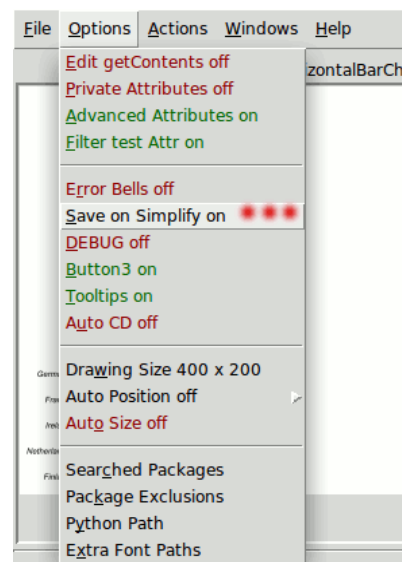 File Options Actions Windows Help
Edit getContents off
zontalBarCh
Private Attributes off
Advanced Attributes on
Filter test Attr on
Error Bells off
Save on Simplify on
DEBUG off
Button3 on
Tooltips on
Auto CD off
Drawing Size 400 x 200
Auto Position off
Auto Size off
Searched Packages
Package Exclusions
Python Path
Extra Font Paths